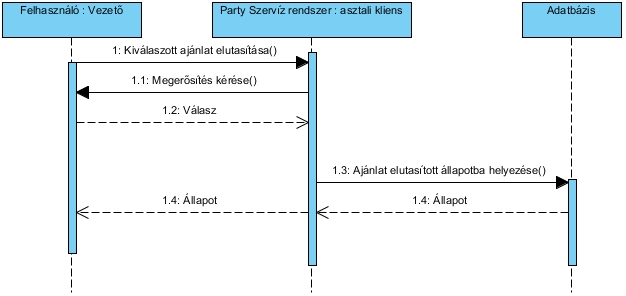 Felhasználó : Vezető
Party Szervíz rendszer : asztali kliens
Adatbázis
1: Kiválaszott ajánlat elutasítása()
1.1: Megerősítés kérése()
1.2: Válasz
1.3: Ajánlat elutasított állapotba helyezése()
1.4: Állapot
1.4: Állapot